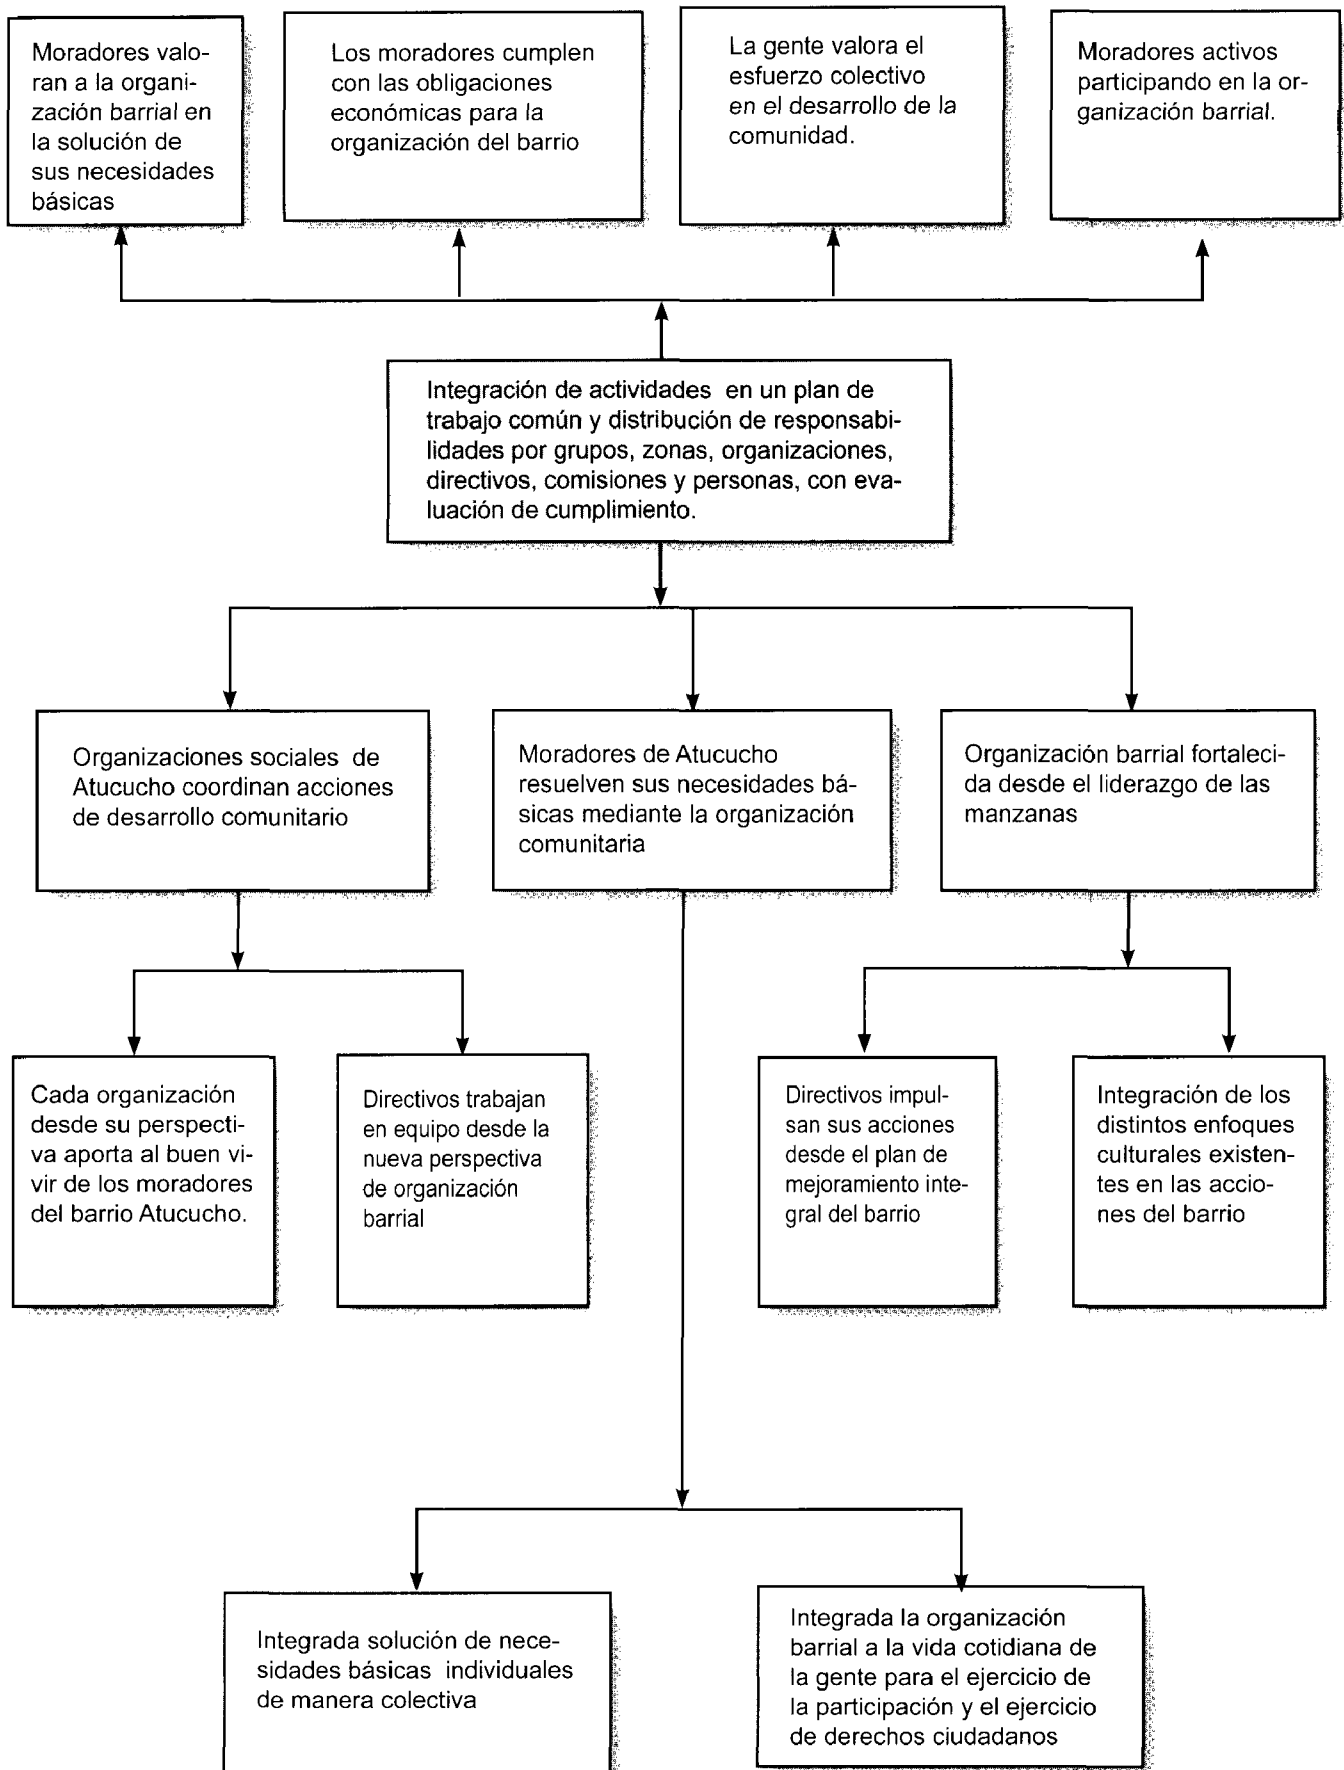 Moradores valo-
ran a la organi-
zación barrial en
la solución de
sus necesidades
básicas
Los moradores cumplen
con las obligaciones
económicas para la
organización del barrio
La gente valora el
esfuerzo colectivo
en el desarrollo de la
comunidad.
Moradores activos
participando en la or-
ganización barrial.
Integración de actividades en un plan de
trabajo común y distribución de responsabi-
lidades por grupos, zonas, organizaciones,
directivos, comisiones y personas, con eva-
luación de cumplimiento.
Organizaciones sociales de
Atucucho coordinan acciones
de desarrollo comunitario
Moradores de Atucucho
resuelven sus necesidades bá-
sicas mediante la organización
comunitaria
Organización barrial fortaleci-
da desde el liderazgo de las
manzanas
Cada organización
desde su perspecti-
va aporta al buen vi-
vir de los moradores
del barrio Atucucho.
Directivos trabajan
en equipo desde la
nueva perspectiva
de organización
barrial
Directivos impul-
san sus acciones
desde el plan de
mejoramiento inte-
gral del barrio
Integración de los
distintos enfoques
culturales existen-
tes en las accio-
nes del barrio
Integrada solución de nece-
sidades básicas individuales
de manera colectiva
Integrada la organización
barrial a la vida cotidiana de
la gente para el ejercicio de
la participación y el ejercicio
de derechos ciudadanos